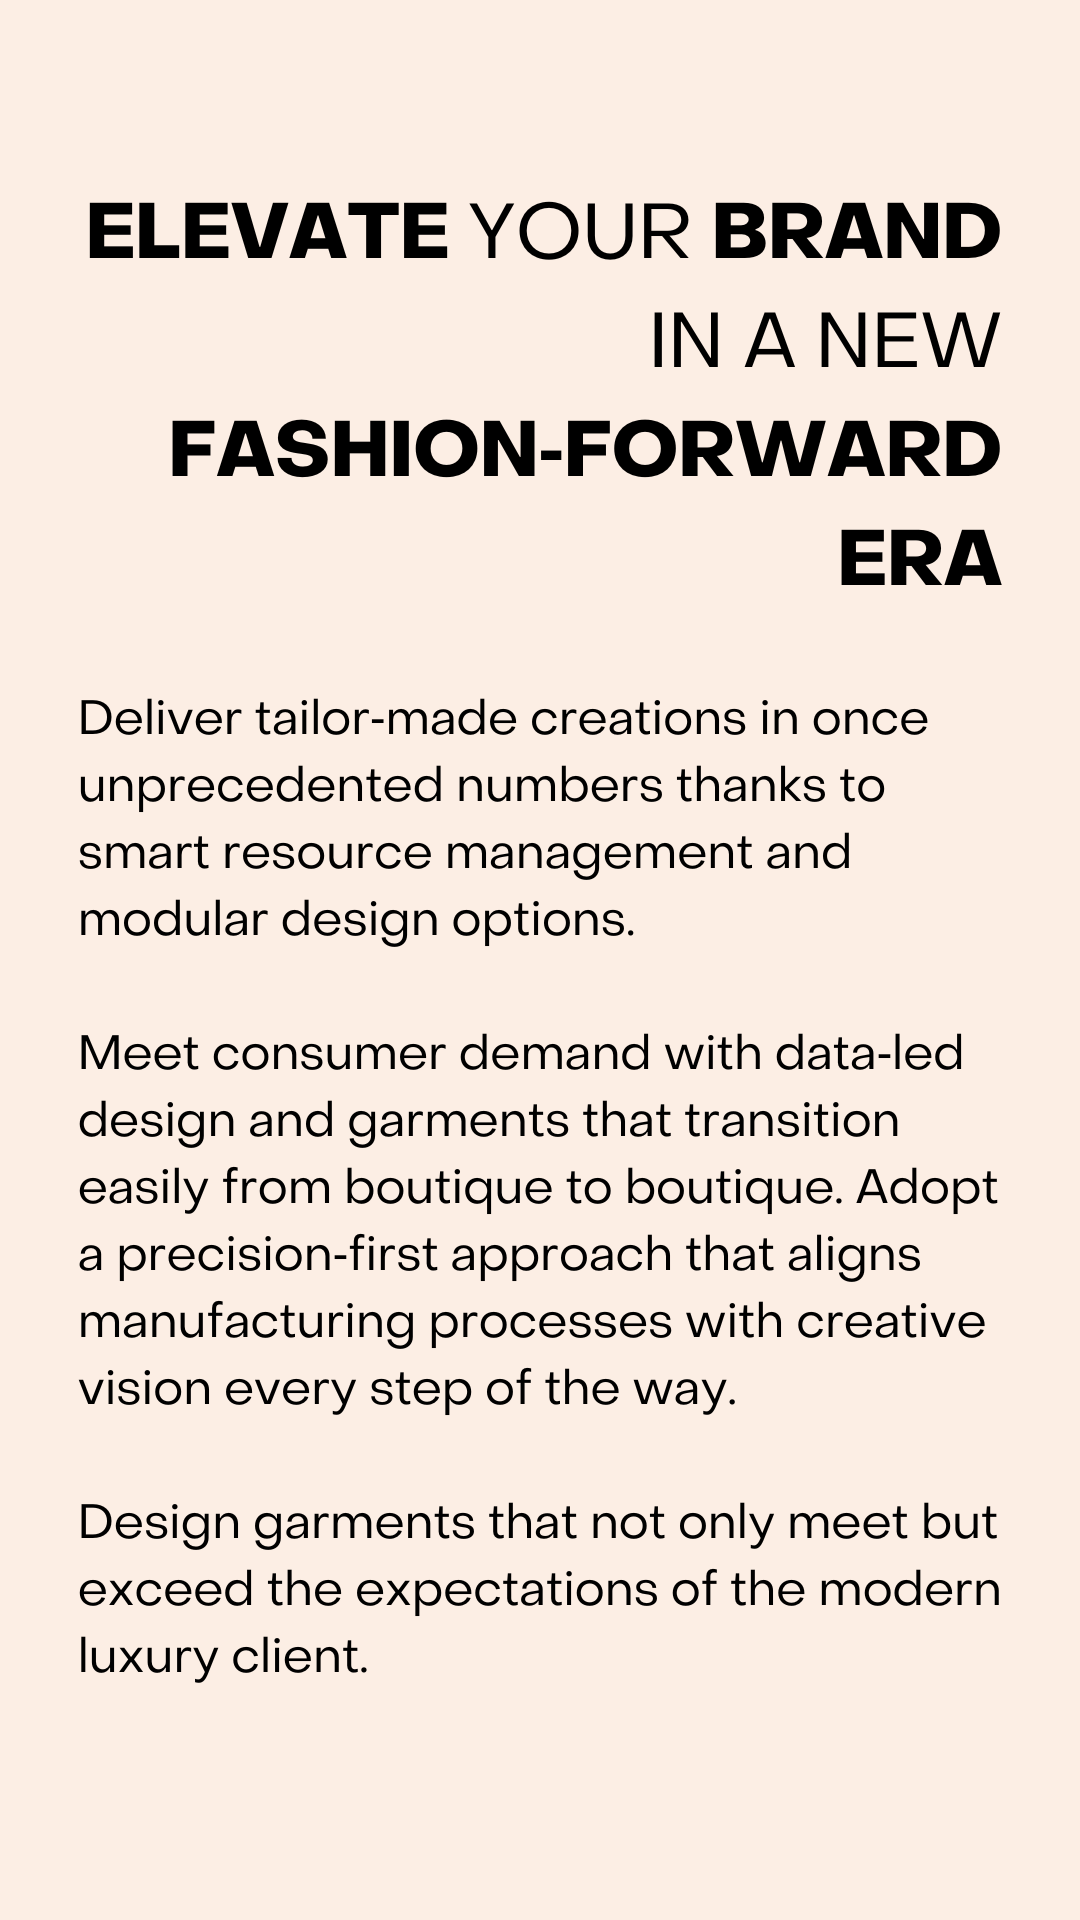 ELEVATE YOUR BRAND
IN A NEW
FASHION-FORWARD
ERA
Deliver tailor-made creations in once
unprecedented numbers thanks to
smart resource management and
modular design options.
Meet consumer demand with data-led
design and garments that transition
easily from boutique to boutique. Adopt
a precision-first approach that aligns
manufacturing processes with creative
vision every step of the way.
Design garments that not only meet but
exceed the expectations of the modern
luxury client.